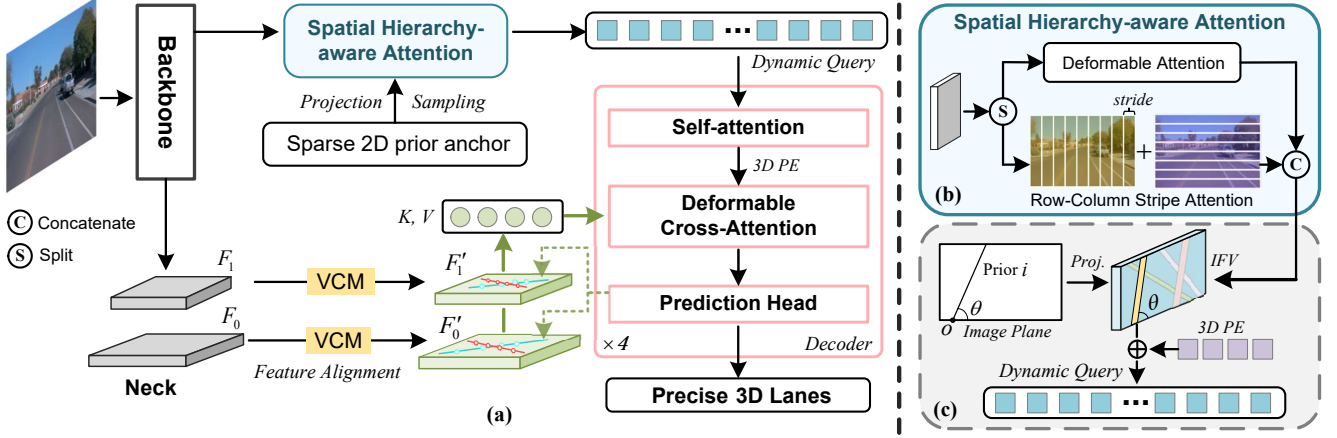 Backbone
Spatial Hierarchy-
aware Attention
Projection
Sampling
Sparse 2D prior anchor
C Concatenate
S Split
Dynamic Query
Self-attention
3D PE
Deformable
Cross-Attention
Prediction Head
×4
Decoder
Precise 3D Lanes
K, V
F₁
VCM
F₁′
F₀
VCM
F₀′
Feature Alignment
Neck
(a)
Spatial Hierarchy-aware Attention
Deformable Attention
S
stride
+
C
Row-Column Stripe Attention
(b)
Prior i
θ
o
Image Plane
Proj.
IFV
θ
3D PE
Dynamic Query
(c)